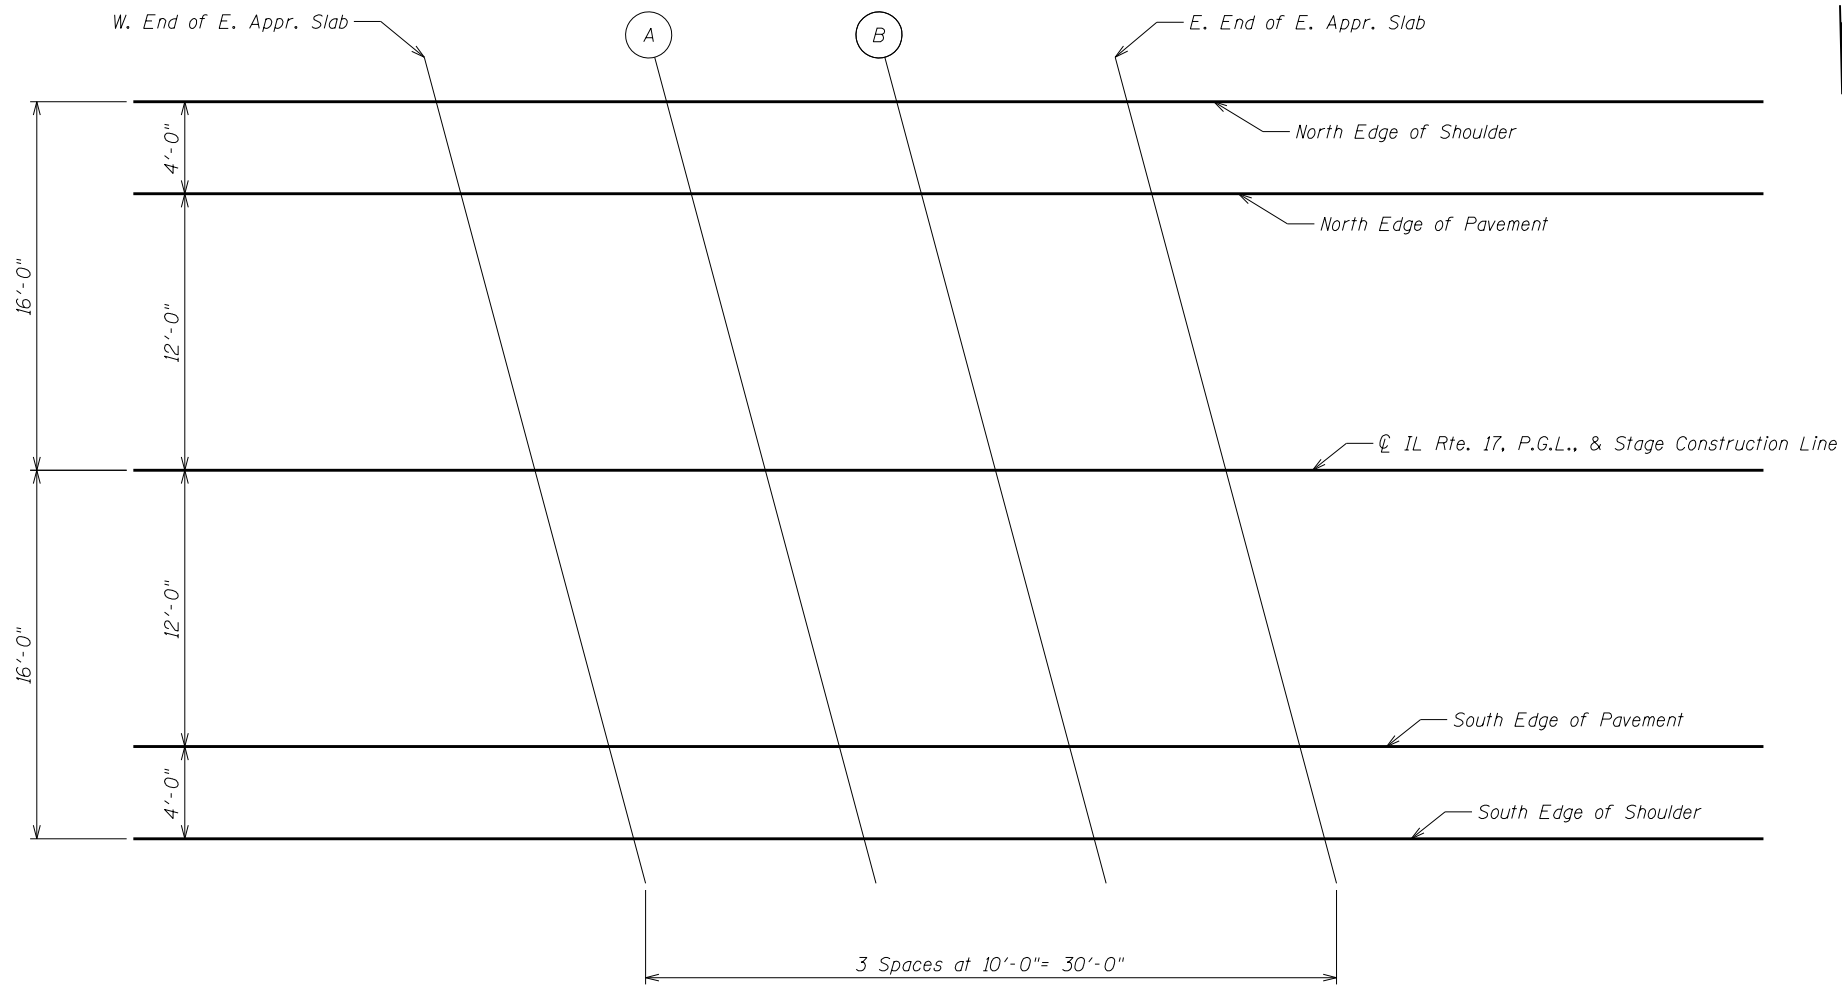 W. End of E. Appr. Slab
A
B
E. End of E. Appr. Slab
North Edge of Shoulder
4'-0"
North Edge of Pavement
16'-0"
12'-0"
℄ IL Rte. 17, P.G.L., & Stage Construction Line
12'-0"
16'-0"
South Edge of Pavement
4'-0"
South Edge of Shoulder
3 Spaces at 10'-0"= 30'-0"